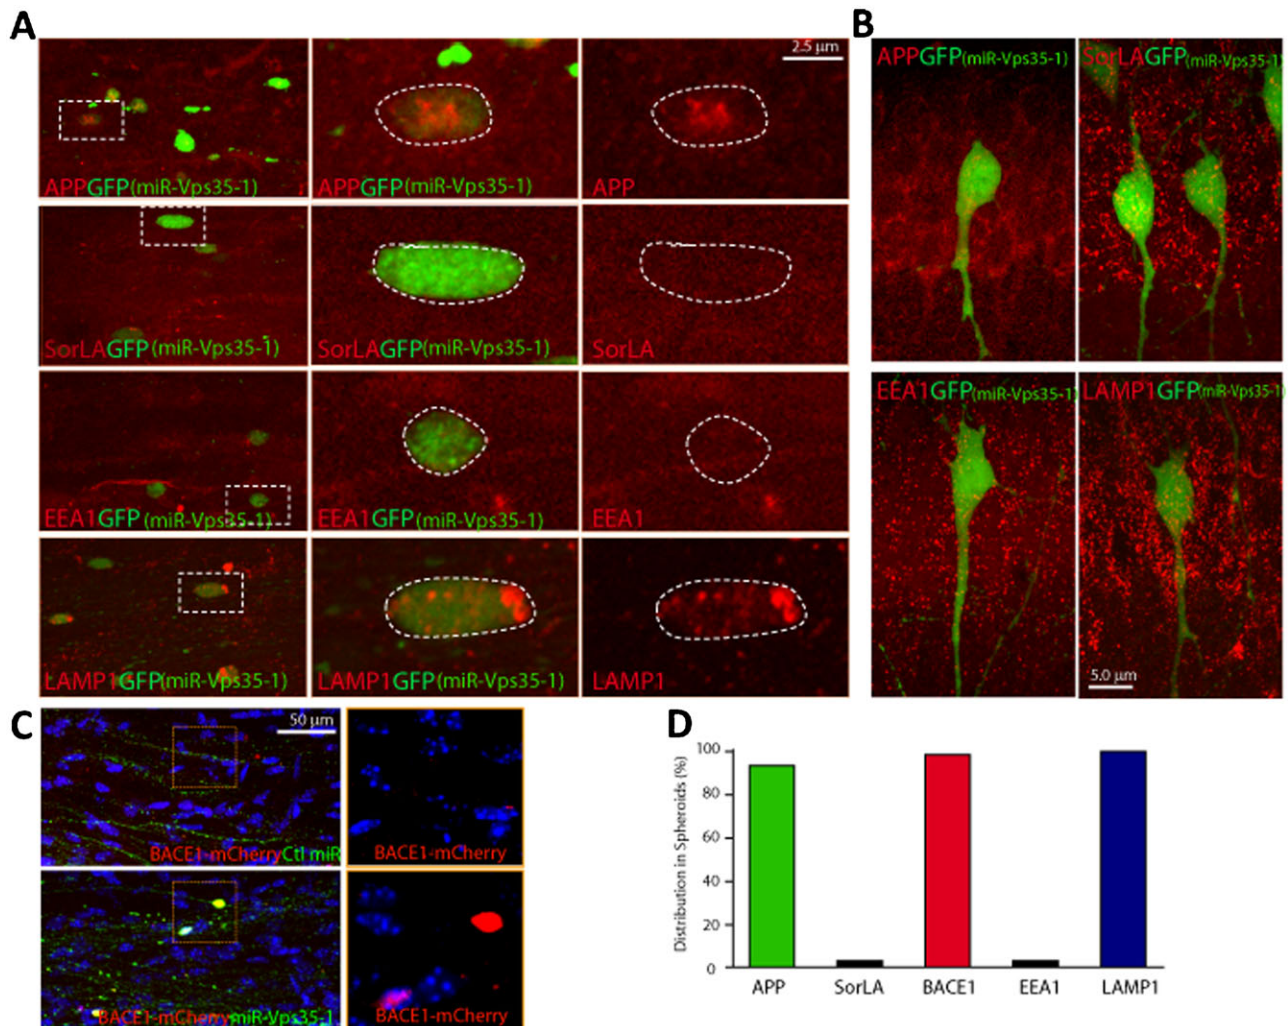 A
2.5 μm
APPGFP(miR-Vps35-1)
APPGFP(miR-Vps35-1)
APP
SorLAGFP(miR-Vps35-1)
SorLAGFP(miR-Vps35-1)
SorLA
EEA1GFP(miR-Vps35-1)
EEA1GFP(miR-Vps35-1)
EEA1
LAMP1GFP(miR-Vps35-1)
LAMP1GFP(miR-Vps35-1)
LAMP1
B
APPGFP(miR-Vps35-1)
SorLAGFP(miR-Vps35-1)
EEA1GFP(miR-Vps35-1)
LAMP1GFP(miR-Vps35-1)
5.0 μm
C
50 μm
BACE1-mCherryCtl miR
BACE1-mCherry
BACE1-mCherrymiR-Vps35-1
BACE1-mCherry
D
Distribution in Spheroids (%)
100
80
60
40
20
0
APP SorLA BACE1 EEA1 LAMP1